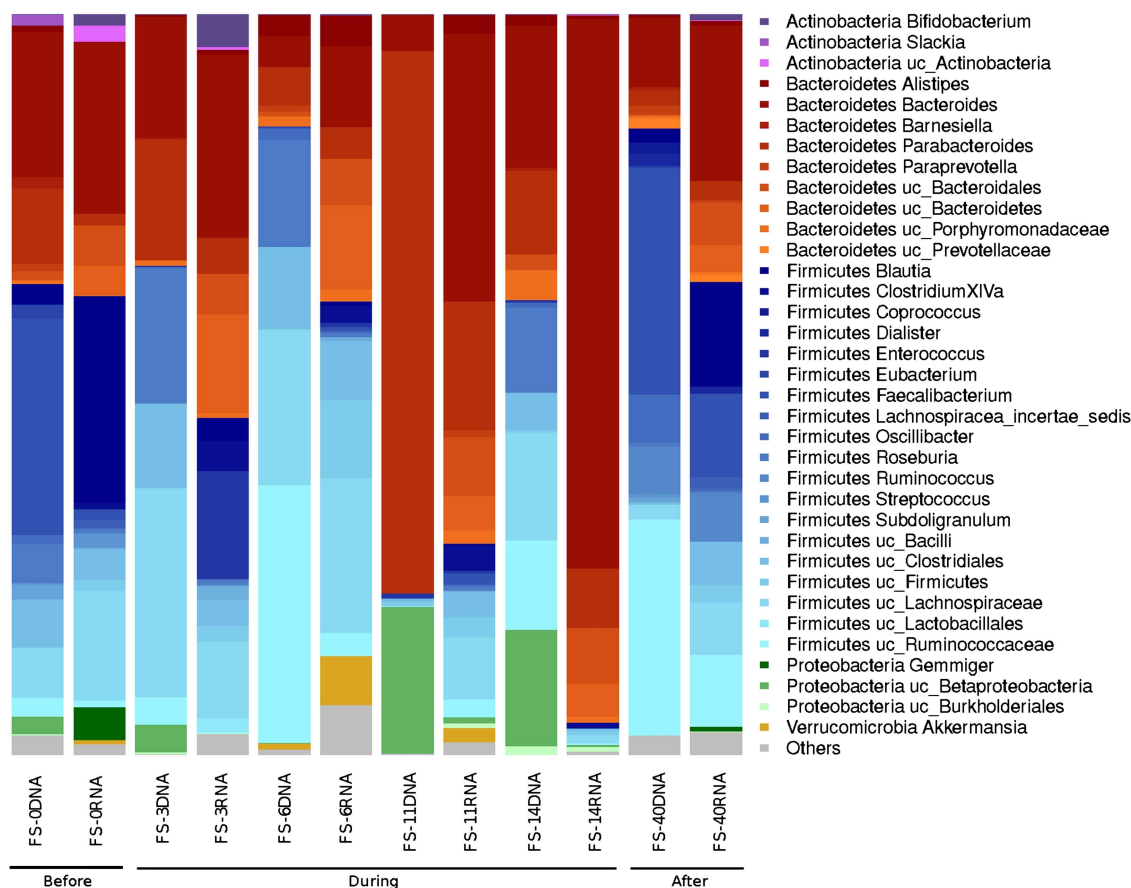 Actinobacteria Bifidobacterium
Actinobacteria Slackia
Actinobacteria uc_Actinobacteria
Bacteroidetes Alistipes
Bacteroidetes Bacteroides
Bacteroidetes Barnesiella
Bacteroidetes Parabacteroides
Bacteroidetes Paraprevotella
Bacteroidetes uc_Bacteroidales
Bacteroidetes uc_Bacteroidetes
Bacteroidetes uc_Porphyromonadaceae
Bacteroidetes uc_Prevotellaceae
Firmicutes Blautia
Firmicutes ClostridiumXIVa
Firmicutes Coprococcus
Firmicutes Dialister
Firmicutes Enterococcus
Firmicutes Eubacterium
Firmicutes Faecalibacterium
Firmicutes Lachnospiracea_incertae_sedis
Firmicutes Oscillibacter
Firmicutes Roseburia
Firmicutes Ruminococcus
Firmicutes Streptococcus
Firmicutes Subdoligranulum
Firmicutes uc_Bacilli
Firmicutes uc_Clostridiales
Firmicutes uc_Firmicutes
Firmicutes uc_Lachnospiraceae
Firmicutes uc_Lactobacillales
Firmicutes uc_Ruminococcaceae
Proteobacteria Gemmiger
Proteobacteria uc_Betaproteobacteria
Proteobacteria uc_Burkholderiales
Verrucomicrobia Akkermansia
Others
FS-0DNA
FS-0RNA
FS-3DNA
FS-3RNA
FS-6DNA
FS-6RNA
FS-11DNA
FS-11RNA
FS-14DNA
FS-14RNA
FS-40DNA
FS-40RNA
Before
During
After